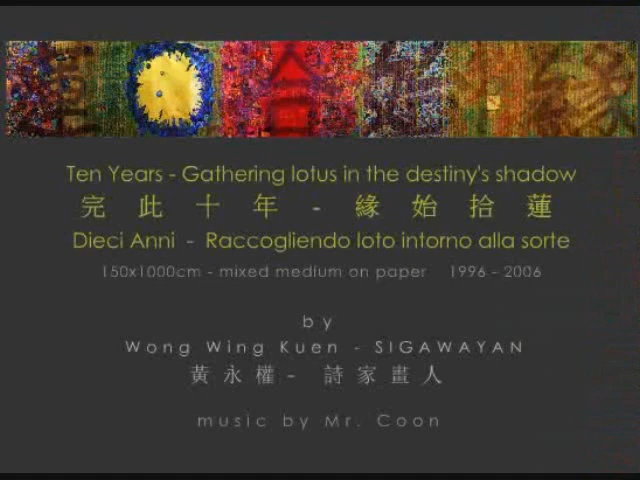 Ten Years - Gathering lotus in the destiny's shadow
完此十年 - 緣始拾蓮
Dieci Anni - Raccogliendo loto intorno alla sorte
150x1000cm - mixed medium on paper 1996 - 2006
by
Wong Wing Kuen - SIGAWAYAN
黃永權 - 詩家畫人
music by Mr. Coon